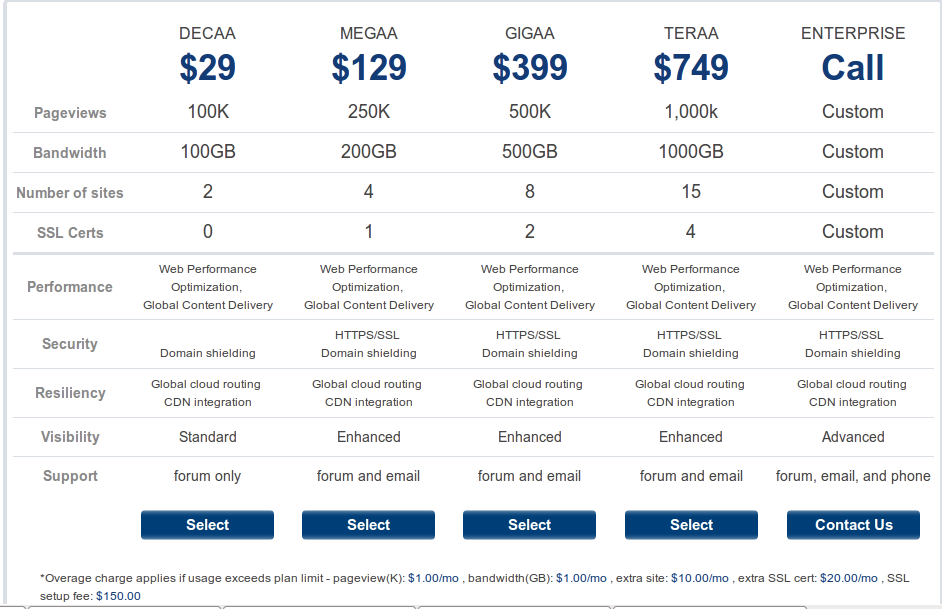 DECAA MEGAA GIGAA TERAA ENTERPRISE
$29 $129 $399 $749 Call
Pageviews 100K 250K 500K 1,000k Custom
Bandwidth 100GB 200GB 500GB 1000GB Custom
Number of sites 2 4 8 15 Custom
SSL Certs 0 1 2 4 Custom
Web Performance Web Performance Web Performance Web Performance Web Performance
Performance Optimization, Optimization, Optimization, Optimization, Optimization,
Global Content Delivery Global Content Delivery Global Content Delivery Global Content Delivery Global Content Delivery
HTTPS/SSL HTTPS/SSL HTTPS/SSL HTTPS/SSL
Security Domain shielding Domain shielding Domain shielding Domain shielding Domain shielding
Global cloud routing Global cloud routing Global cloud routing Global cloud routing Global cloud routing
Resiliency CDN integration CDN integration CDN integration CDN integration CDN integration
Visibility Standard Enhanced Enhanced Enhanced Advanced
Support forum only forum and email forum and email forum and email forum, email, and phone
Select Select Select Select Contact Us
*Overage charge applies if usage exceeds plan limit - pageview(K): $1.00/mo , bandwidth(GB): $1.00/mo , extra site: $10.00/mo , extra SSL cert: $20.00/mo , SSL
setup fee: $150.00